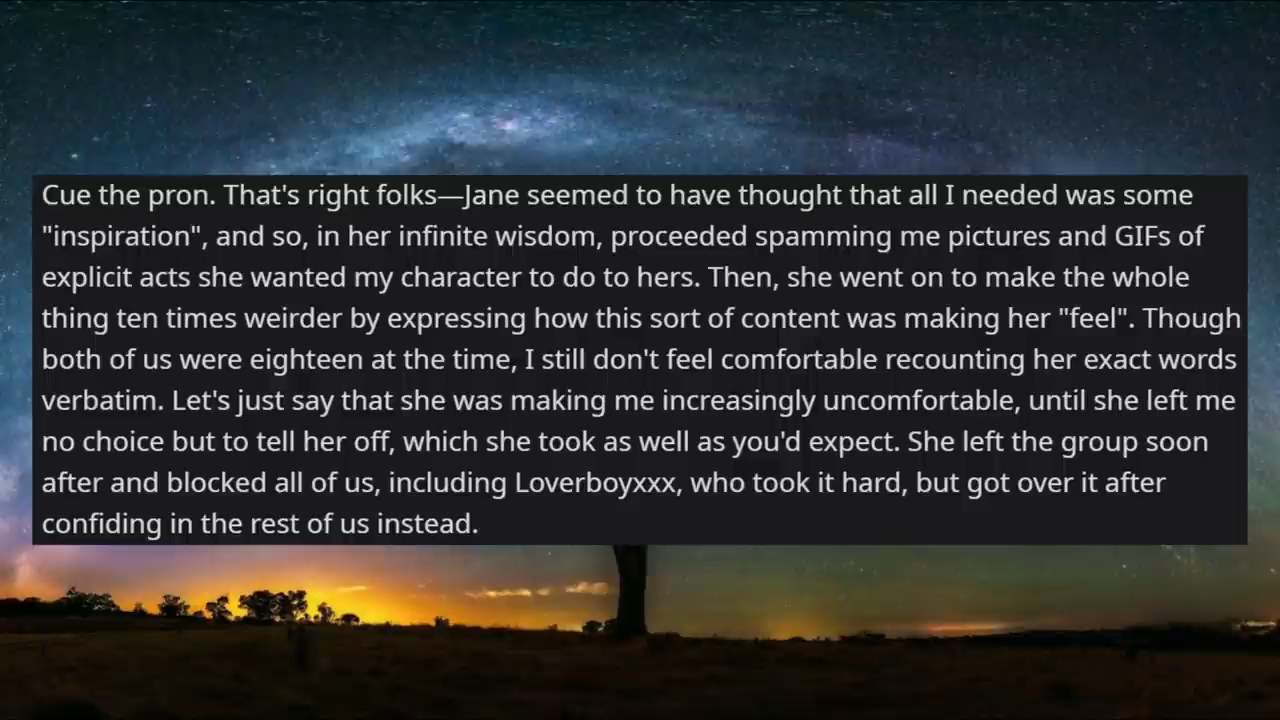 Cue the pron. That's right folks—Jane seemed to have thought that all I needed was some
"inspiration", and so, in her infinite wisdom, proceeded spamming me pictures and GIFs of
explicit acts she wanted my character to do to hers. Then, she went on to make the whole
thing ten times weirder by expressing how this sort of content was making her "feel". Though
both of us were eighteen at the time, I still don't feel comfortable recounting her exact words
verbatim. Let's just say that she was making me increasingly uncomfortable, until she left me
no choice but to tell her off, which she took as well as you'd expect. She left the group soon
after and blocked all of us, including Loverboyxxx, who took it hard, but got over it after
confiding in the rest of us instead.